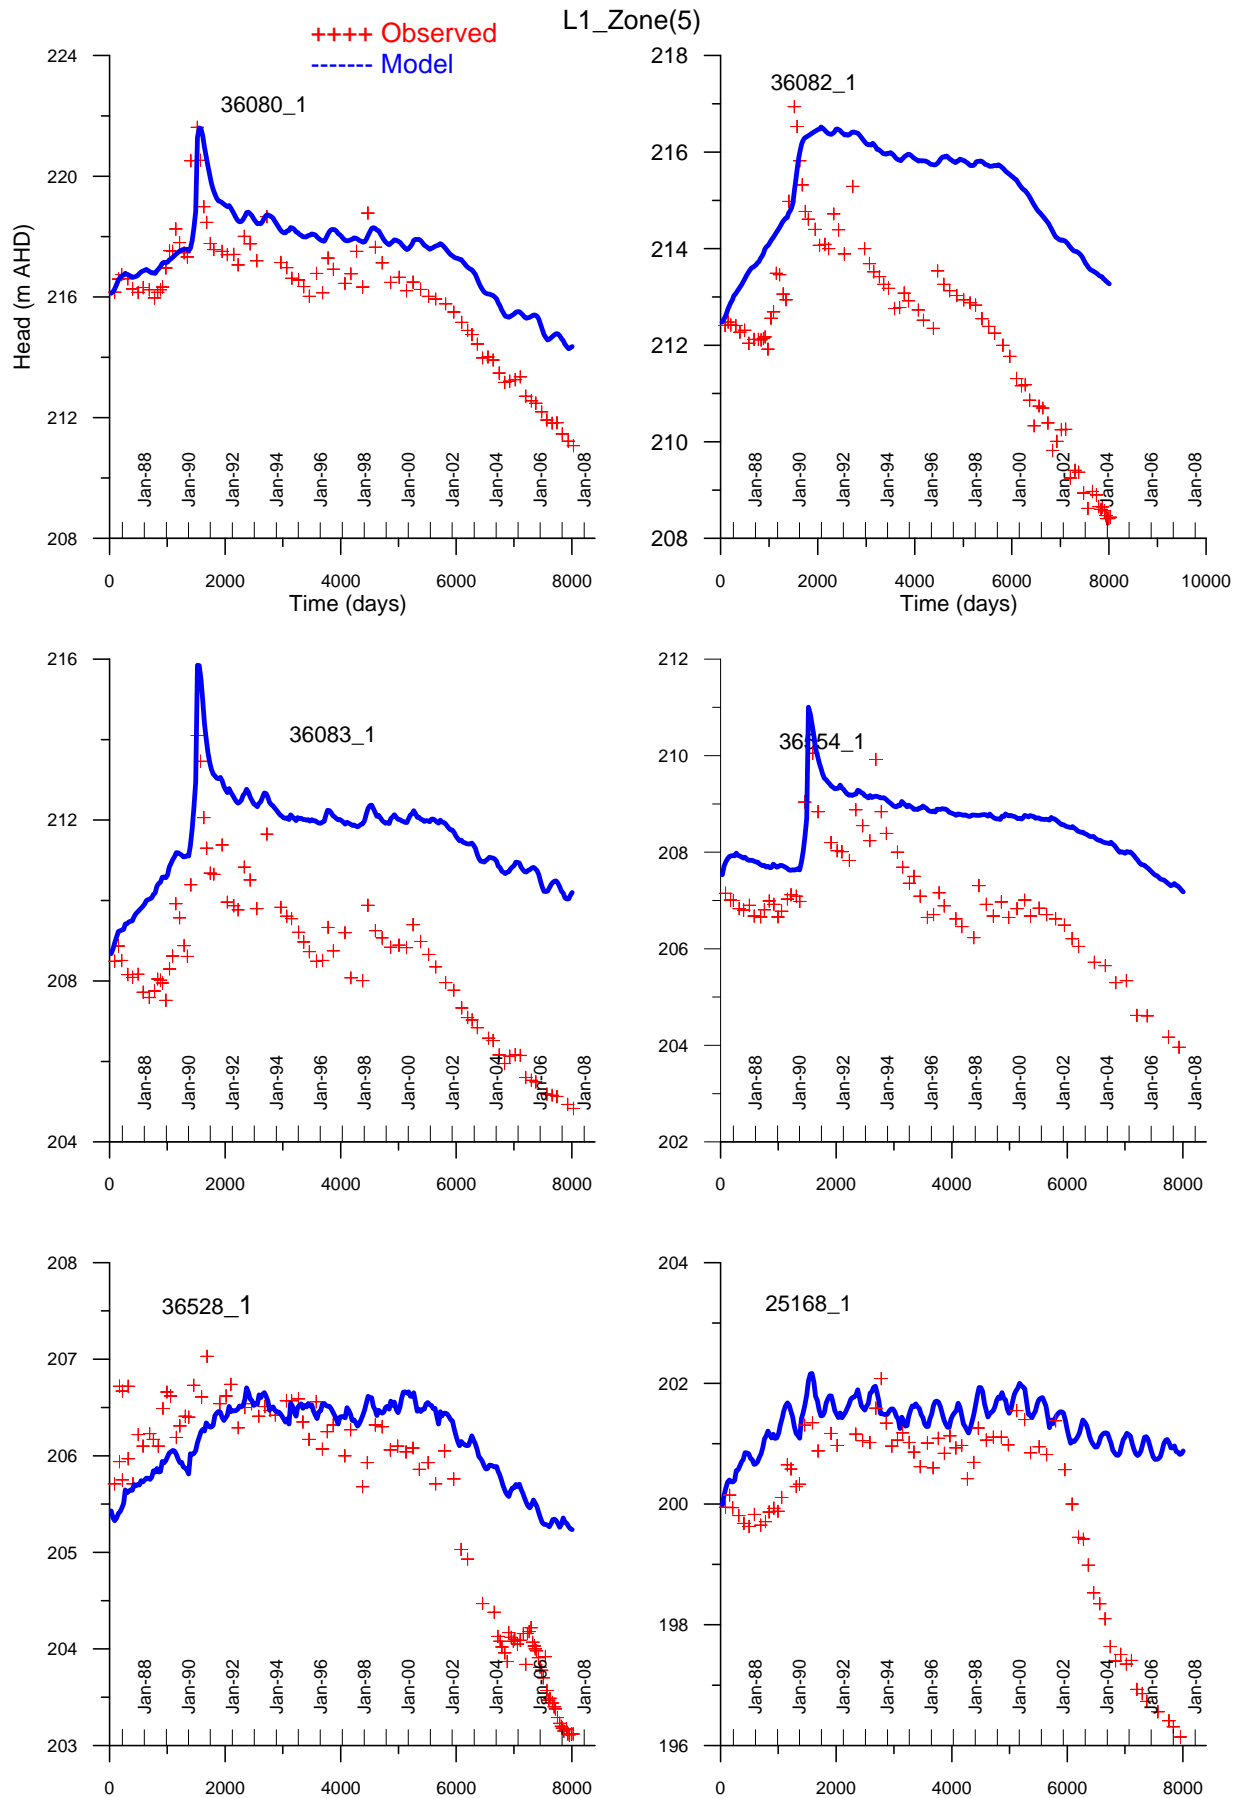 L1_Zone(5)
++++ Observed
------- Model
Head (m AHD)
224
220
216
212
208
36080_1
Jan-88
Jan-90
Jan-92
Jan-94
Jan-96
Jan-98
Jan-00
Jan-02
Jan-04
Jan-06
Jan-08
0 2000 4000 6000 8000
Time (days)
218
216
214
212
210
208
36082_1
Jan-88
Jan-90
Jan-92
Jan-94
Jan-96
Jan-98
Jan-00
Jan-02
Jan-04
Jan-06
Jan-08
0 2000 4000 6000 8000 10000
Time (days)
216
212
208
204
36083_1
Jan-88
Jan-90
Jan-92
Jan-94
Jan-96
Jan-98
Jan-00
Jan-02
Jan-04
Jan-06
Jan-08
0 2000 4000 6000 8000
212
210
208
206
204
202
36554_1
Jan-88
Jan-90
Jan-92
Jan-94
Jan-96
Jan-98
Jan-00
Jan-02
Jan-04
Jan-06
Jan-08
0 2000 4000 6000 8000
208
207
206
205
204
203
36528_1
Jan-88
Jan-90
Jan-92
Jan-94
Jan-96
Jan-98
Jan-00
Jan-02
Jan-04
Jan-06
Jan-08
0 2000 4000 6000 8000
204
202
200
198
196
25168_1
Jan-88
Jan-90
Jan-92
Jan-94
Jan-96
Jan-98
Jan-00
Jan-02
Jan-04
Jan-06
Jan-08
0 2000 4000 6000 8000